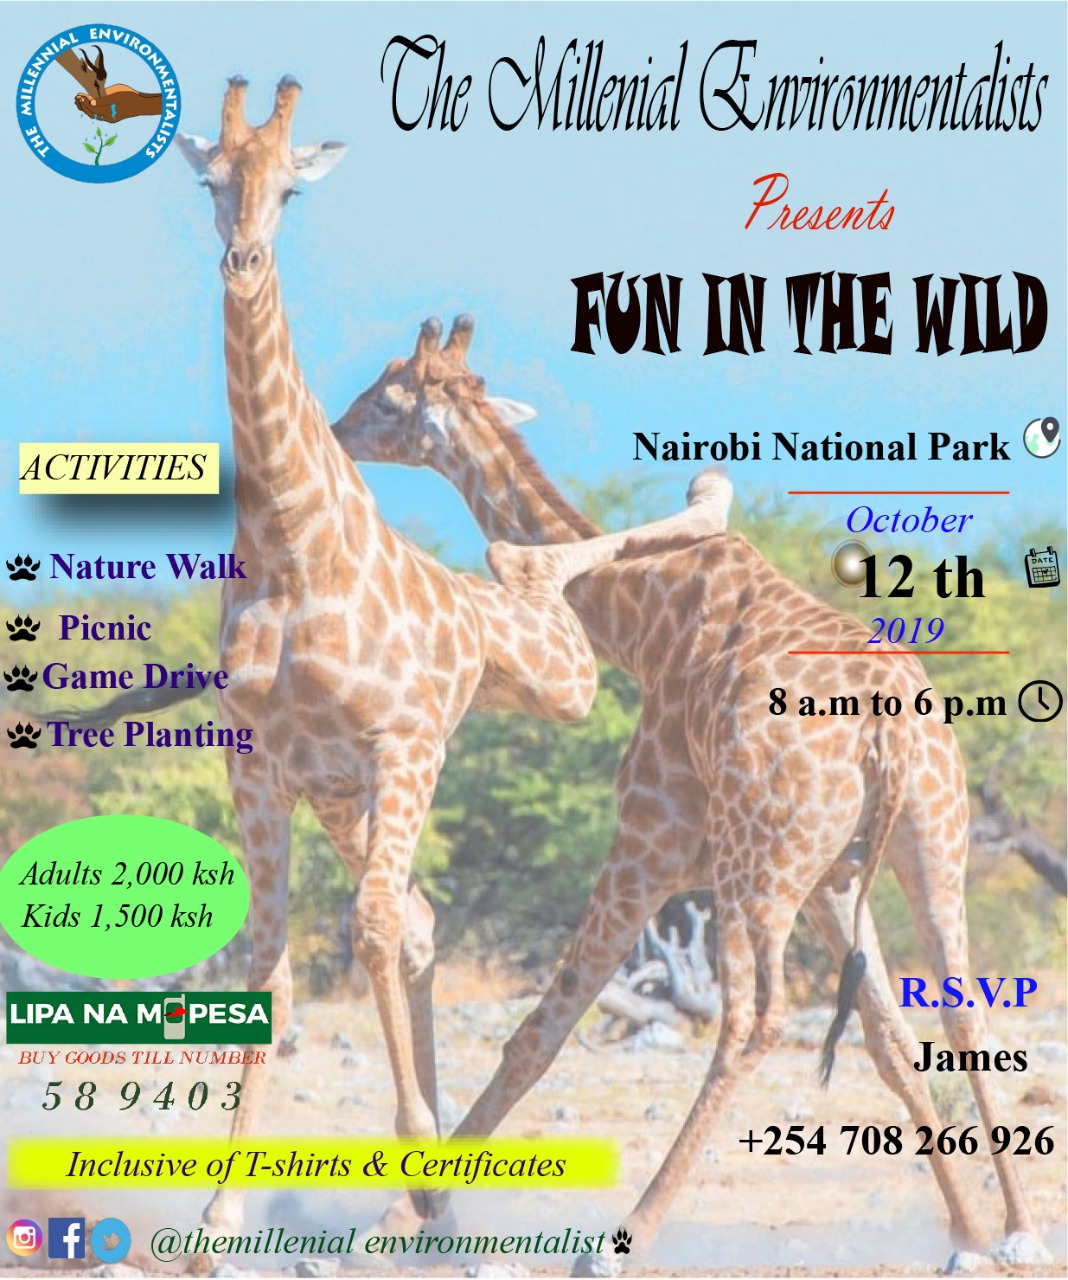 THE MILLENNIAL ENVIRONMENTALISTS
The Millenial Environmentalists
Presents
FUN IN THE WILD
Nairobi National Park
October
DATE
12 th
2019
8 a.m to 6 p.m
ACTIVITIES
Nature Walk
Picnic
Game Drive
Tree Planting
Adults 2,000 ksh
Kids 1,500 ksh
LIPA NA M-PESA
BUY GOODS TILL NUMBER
5 8 9 4 0 3
R.S.V.P
James
+254 708 266 926
Inclusive of T-shirts & Certificates
@themillenial environmentalist